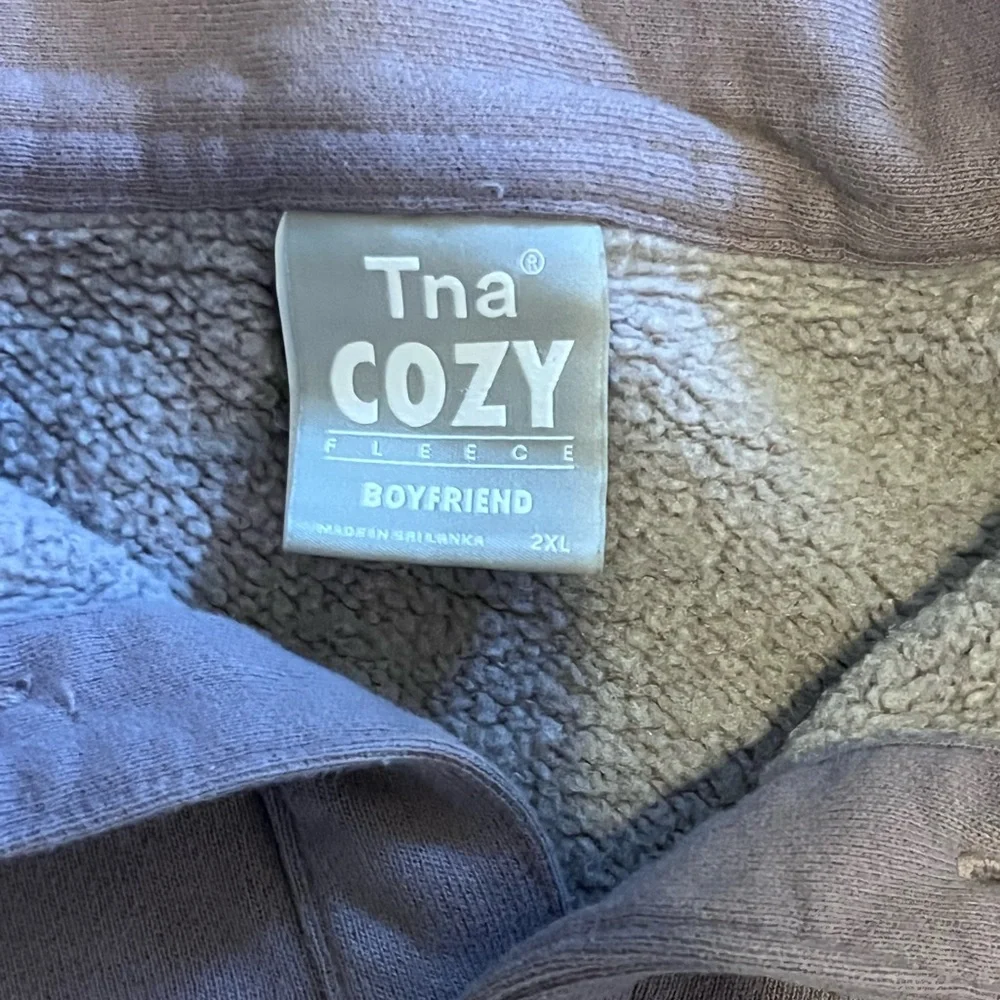 Tna®
COZY
FLEECE
BOYFRIEND
MADE IN SRI LANKA 2XL